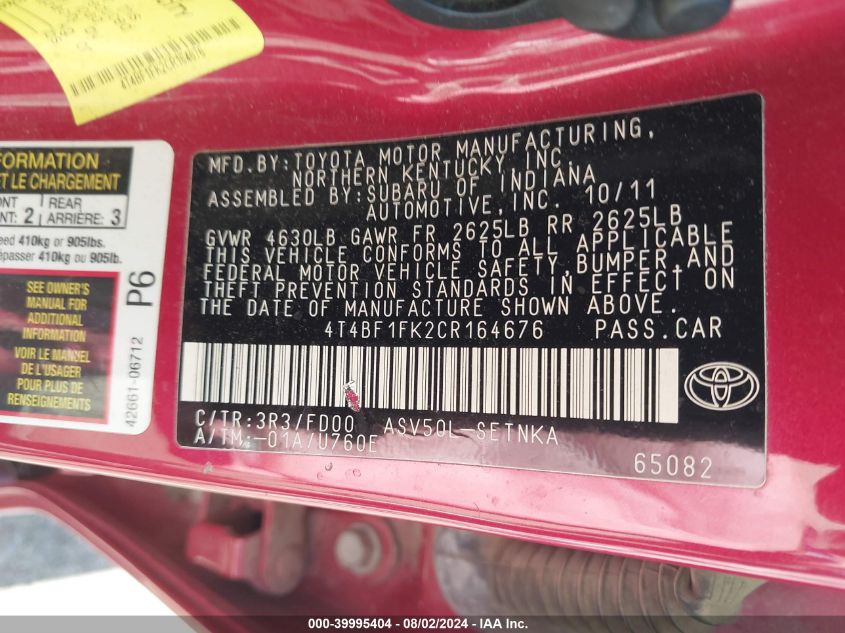 4T4BF1FK2CR164676
MFD.BY:TOYOTA MOTOR MANUFACTURING,
NORTHERN KENTUCKY, INC.
ASSEMBLED BY:SUBARU OF INDIANA
AUTOMOTIVE,INC. 10/11
GVWR 4630LB GAWR FR 2625LB RR 2625LB
THIS VEHICLE CONFORMS TO ALL APPLICABLE
FEDERAL MOTOR VEHICLE SAFETY,BUMPER,AND
THEFT PREVENTION STANDARDS IN EFFECT ON
THE DATE OF MANUFACTURE SHOWN ABOVE.
4T4BF1FK2CR164676 PASS.CAR
C/TR:3R3/FD00 ASV50L-SETNKA
A/TM:-01A/U760E
65082
FORMATION
ET LE CHARGEMENT
NT: 2
REAR
ARRIÈRE: 3
eed 410kg or 905lbs.
épasser 410kg ou 905lb.
SEE OWNER'S
MANUAL FOR
ADDITIONAL
INFORMATION
VOIR LE MANUEL
DE L'USAGER
POUR PLUS DE
RENSEIGNEMENTS
P6
42661-06712
000-39995404 - 08/02/2024 - IAA Inc.